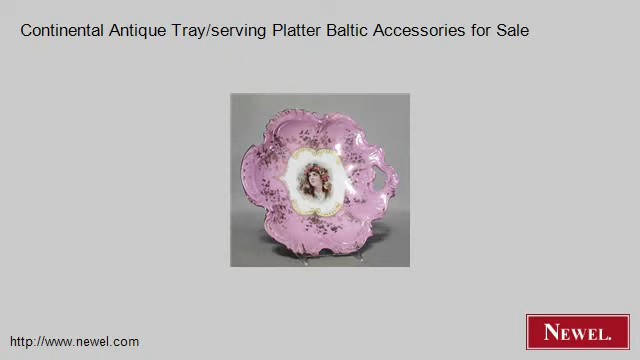 Continental Antique Tray/serving Platter Baltic Accessories for Sale
http://www.newel.com
NEWEL.